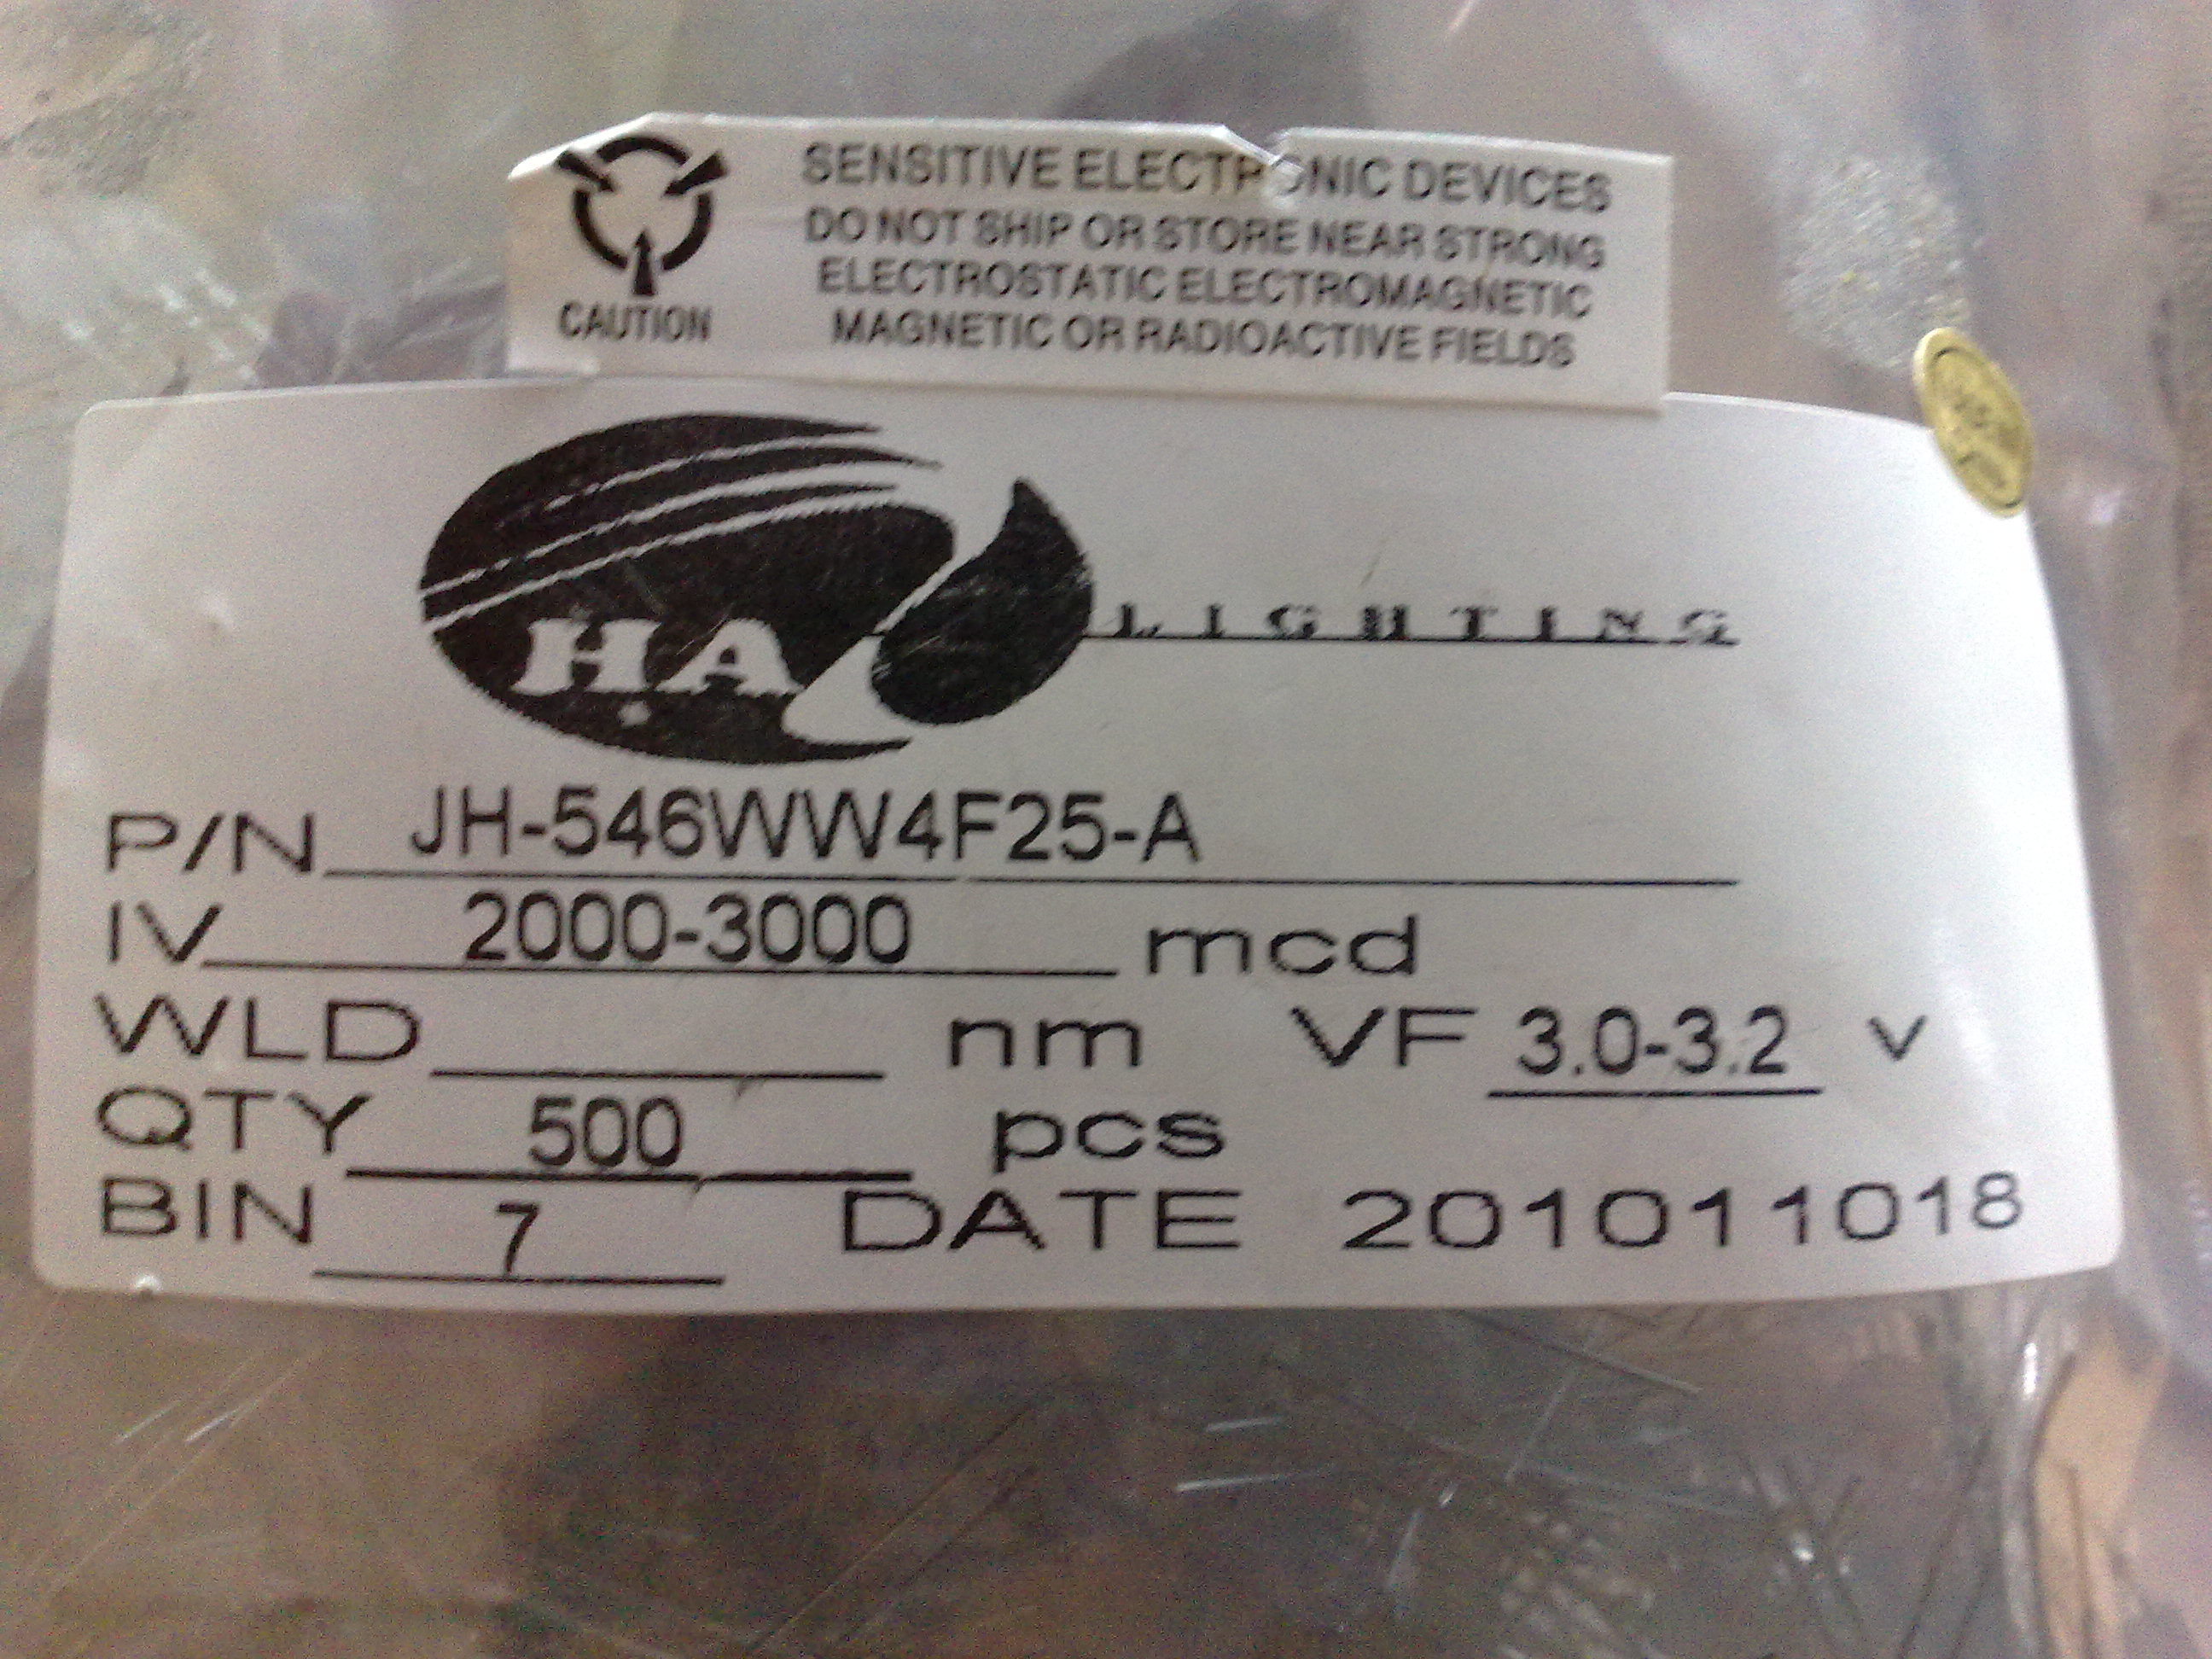 SENSITIVE ELECTRONIC DEVICES
DO NOT SHIP OR STORE NEAR STRONG
ELECTROSTATIC ELECTROMAGNETIC
MAGNETIC OR RADIOACTIVE FIELDS
CAUTION
H.A
LIGHTING
P/N JH-546WW4F25-A
IV 2000-3000 mcd
WLD nm VF 3.0-3.2 V
QTY 500 pcs
BIN 7 DATE 201011018